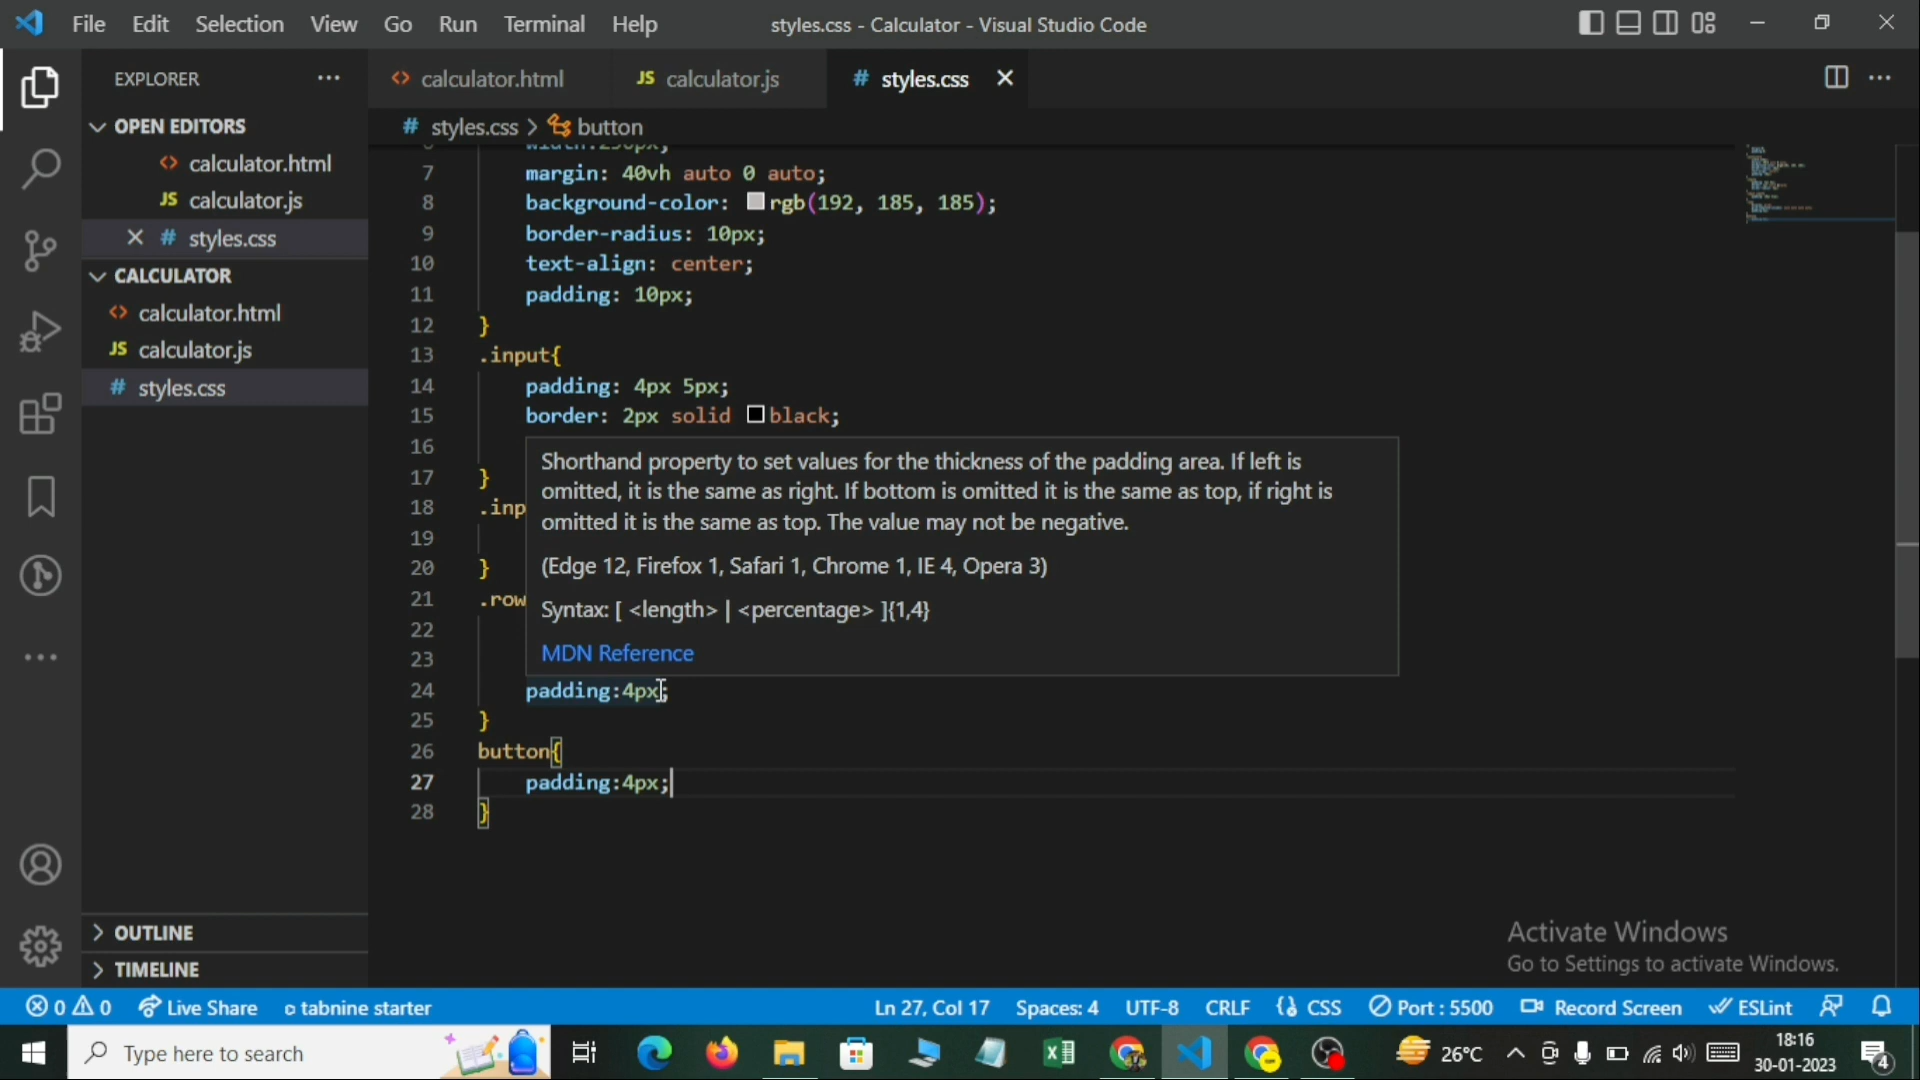 File Edit Selection View Go Run Terminal Help
styles.css - Calculator - Visual Studio Code
EXPLORER
OPEN EDITORS
calculator.html
JS calculator.js
# styles.css
CALCULATOR
calculator.html
JS calculator.js
# styles.css
OUTLINE
TIMELINE
calculator.html JS calculator.js # styles.css
# styles.css > button
7 margin: 40vh auto 0 auto;
8 background-color: rgb(192, 185, 185);
9 border-radius: 10px;
10 text-align: center;
11 padding: 10px;
12 }
13 .input{
14 padding: 4px 5px;
15 border: 2px solid black;
16
17 }
18 .inp
19
20 }
21 .row
22
23
24 padding:4px;
25 }
26 button{
27 padding:4px;
28 }
Shorthand property to set values for the thickness of the padding area. If left is
omitted, it is the same as right. If bottom is omitted it is the same as top, if right is
omitted it is the same as top. The value may not be negative.
(Edge 12, Firefox 1, Safari 1, Chrome 1, IE 4, Opera 3)
Syntax: [ <length> | <percentage> ]{1,4}
MDN Reference
Activate Windows
Go to Settings to activate Windows.
0 0 Live Share tabnine starter Ln 27, Col 17 Spaces: 4 UTF-8 CRLF CSS Port : 5500 Record Screen ESLint
Type here to search
26°C
18:16
30-01-2023
4